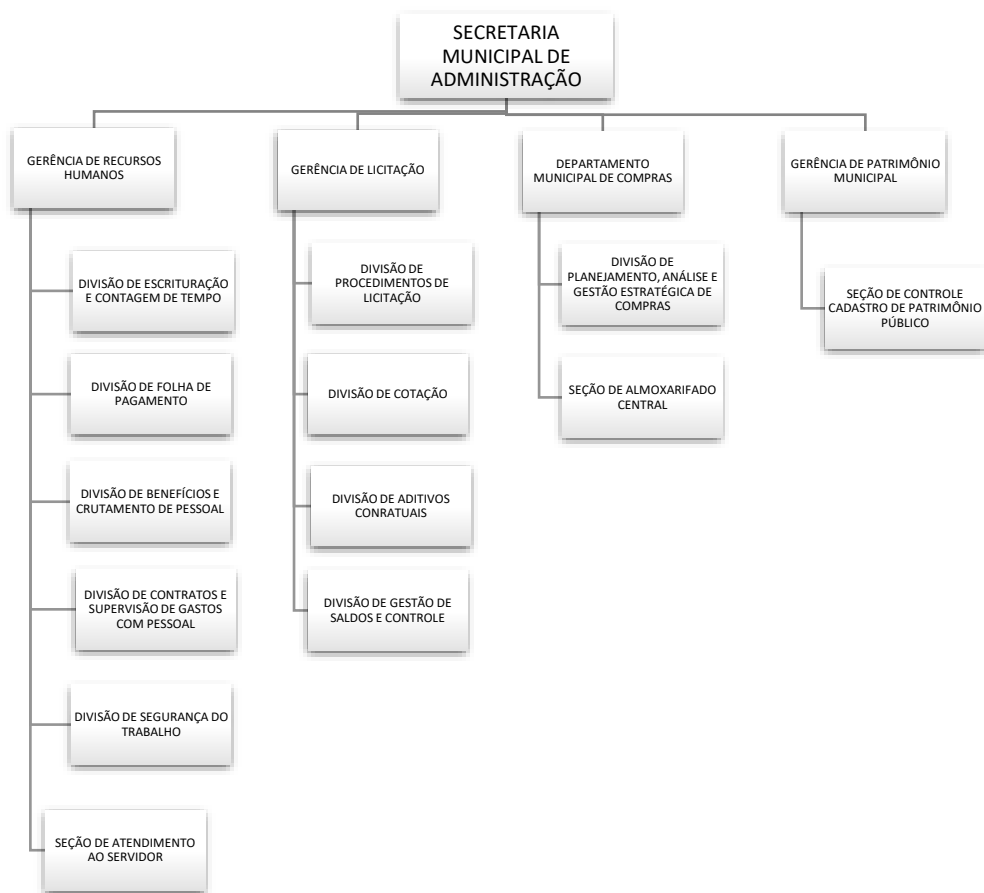 SECRETARIA
MUNICIPAL DE
ADMINISTRAÇÃO
GERÊNCIA DE RECURSOS
HUMANOS
DIVISÃO DE ESCRITURAÇÃO
E CONTAGEM DE TEMPO
DIVISÃO DE FOLHA DE
PAGAMENTO
DIVISÃO DE BENEFÍCIOS E
CRUTAMENTO DE PESSOAL
DIVISÃO DE CONTRATOS E
SUPERVISÃO DE GASTOS
COM PESSOAL
DIVISÃO DE SEGURANÇA DO
TRABALHO
SEÇÃO DE ATENDIMENTO
AO SERVIDOR
GERÊNCIA DE LICITAÇÃO
DIVISÃO DE
PROCEDIMENTOS DE
LICITAÇÃO
DIVISÃO DE COTAÇÃO
DIVISÃO DE ADITIVOS
CONRATUAIS
DIVISÃO DE GESTÃO DE
SALDOS E CONTROLE
DEPARTAMENTO
MUNICIPAL DE COMPRAS
DIVISÃO DE
PLANEJAMENTO, ANÁLISE E
GESTÃO ESTRATÉGICA DE
COMPRAS
SEÇÃO DE ALMOXARIFADO
CENTRAL
GERÊNCIA DE PATRIMÔNIO
MUNICIPAL
SEÇÃO DE CONTROLE
CADASTRO DE PATRIMÔNIO
PÚBLICO